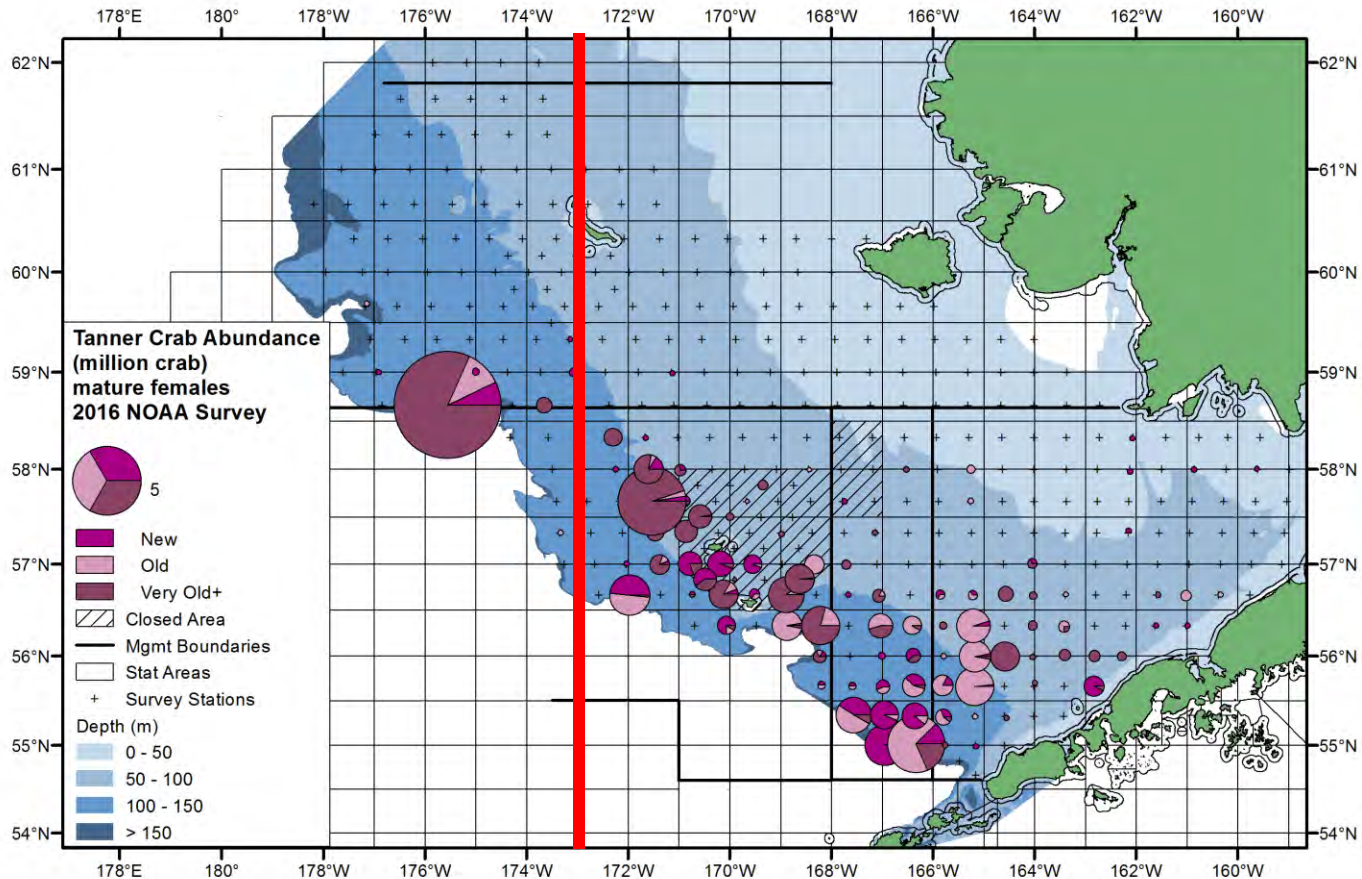 178°E 180° 178°W 176°W 174°W 172°W 170°W 168°W 166°W 164°W 162°W 160°W
62°N 62°N
61°N 61°N
60°N 60°N
59°N 59°N
58°N 58°N
57°N 57°N
56°N 56°N
55°N 55°N
54°N 54°N
Tanner Crab Abundance
(million crab)
mature females
2016 NOAA Survey
5
New
Old
Very Old+
Closed Area
Mgmt Boundaries
Stat Areas
Survey Stations
Depth (m)
0 - 50
50 - 100
100 - 150
> 150
178°E 180° 178°W 176°W 174°W 172°W 170°W 168°W 166°W 164°W 162°W 160°W